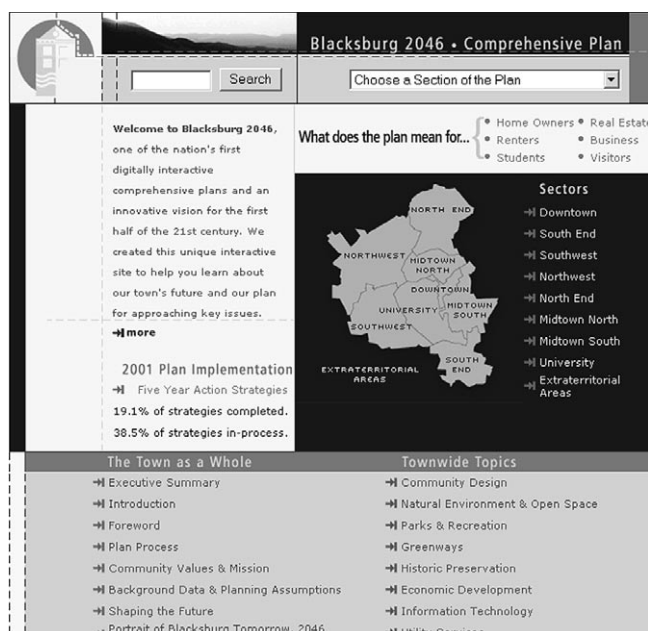 Blacksburg 2046 • Comprehensive Plan
Search
Choose a Section of the Plan
Welcome to Blacksburg 2046,
one of the nation's first
digitally interactive
comprehensive plans and an
innovative vision for the first
half of the 21st century. We
created this unique interactive
site to help you learn about
our town's future and our plan
for approaching key issues.
more
2001 Plan Implementation
Five Year Action Strategies
19.1% of strategies completed.
38.5% of strategies in-process.
What does the plan mean for...
• Home Owners • Real Estate
• Renters • Business
• Students • Visitors
NORTH END
NORTHWEST
MIDTOWN
NORTH
DOWNTOWN
UNIVERSITY
MIDTOWN
SOUTH
SOUTHWEST
SOUTH
END
EXTRATERRITORIAL
AREAS
Sectors
Downtown
South End
Southwest
Northwest
North End
Midtown North
Midtown South
University
Extraterritorial
Areas
The Town as a Whole
Executive Summary
Introduction
Foreword
Plan Process
Community Values & Mission
Background Data & Planning Assumptions
Shaping the Future
Portrait of Blacksburg Tomorrow, 2046
Townwide Topics
Community Design
Natural Environment & Open Space
Parks & Recreation
Greenways
Historic Preservation
Economic Development
Information Technology
Utility Services